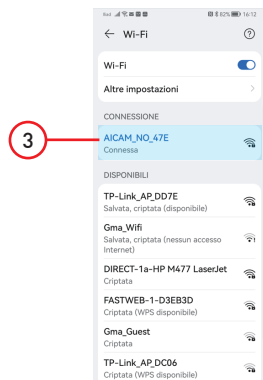 82% 16:12
Wi-Fi
Wi-Fi
Altre impostazioni
CONNESSIONE
3
AICAM_NO_47E
Connessa
DISPONIBILI
TP-Link_AP_DD7E
Salvata, criptata (disponibile)
Gma_Wifi
Salvata, criptata (nessun accesso
Internet)
DIRECT-1a-HP M477 LaserJet
Criptata
FASTWEB-1-D3EB3D
Criptata (WPS disponibile)
Gma_Guest
Criptata
TP-Link_AP_DC06
Criptata (WPS disponibile)